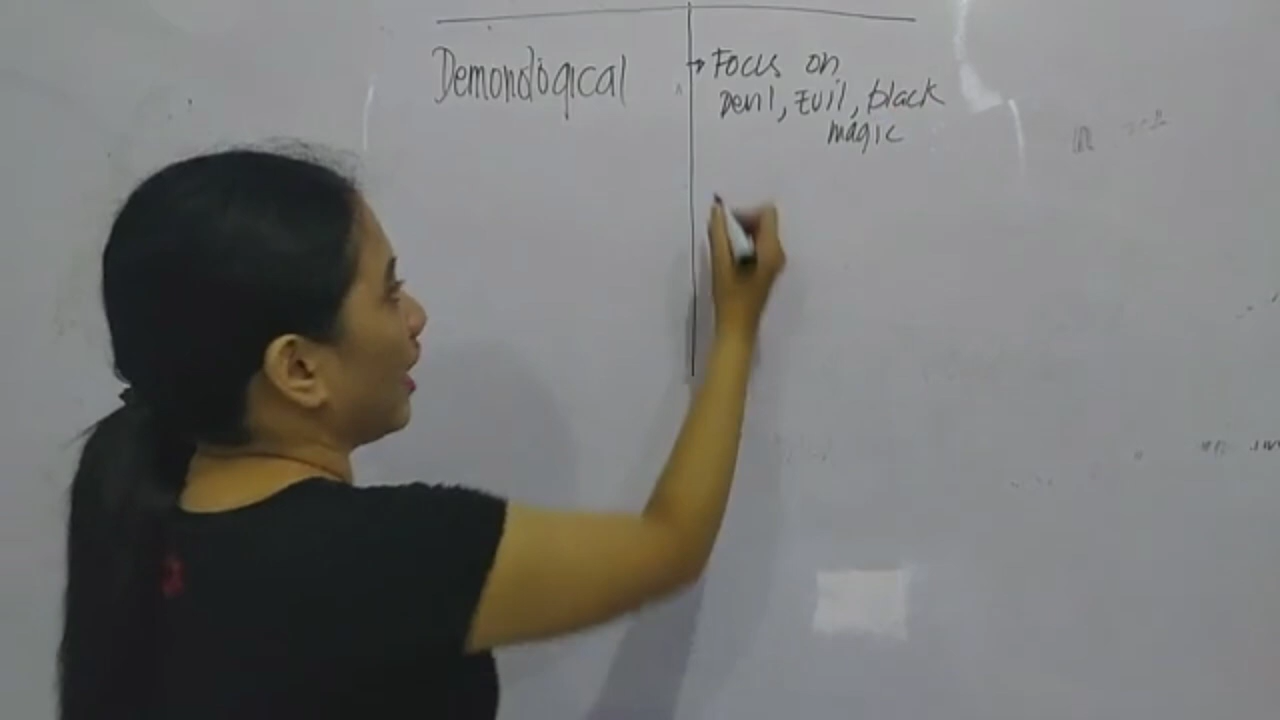 Demonological
→ Focus on
Devil, Evil, black
magic